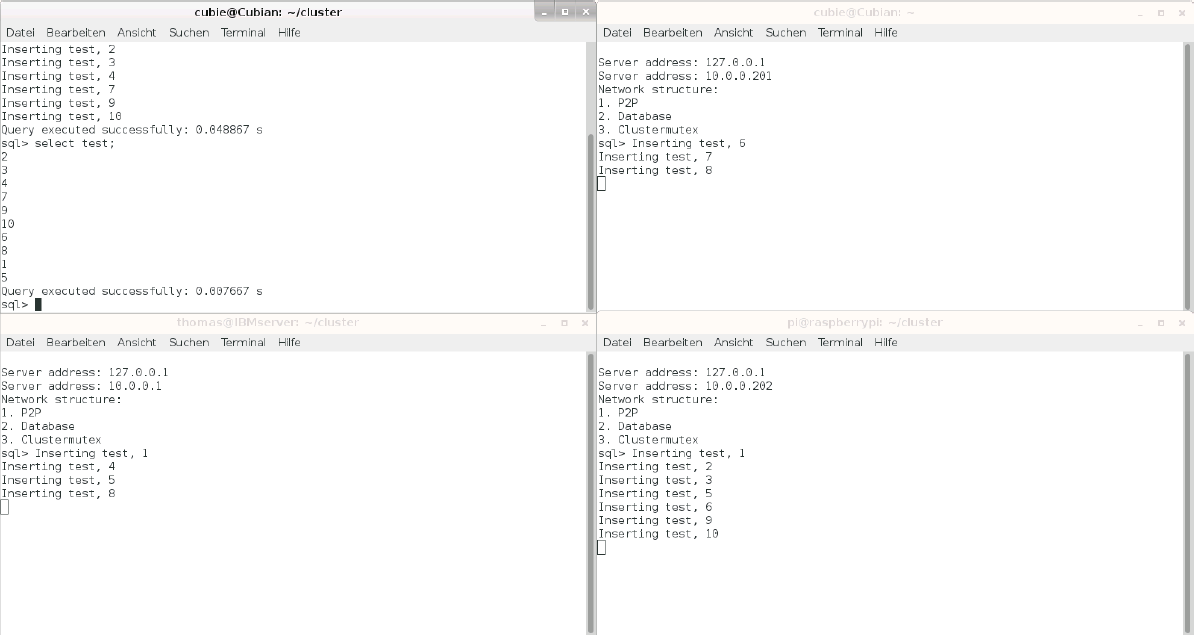 cubie@Cubian: ~/cluster
Datei Bearbeiten Ansicht Suchen Terminal Hilfe
Inserting test, 2
Inserting test, 3
Inserting test, 4
Inserting test, 7
Inserting test, 9
Inserting test, 10
Query executed successfully: 0.048867 s
sql> select test;
2
3
4
7
9
10
6
8
1
5
Query executed successfully: 0.007667 s
sql>
cubie@Cubian: ~
Datei Bearbeiten Ansicht Suchen Terminal Hilfe
Server address: 127.0.0.1
Server address: 10.0.0.201
Network structure:
1. P2P
2. Database
3. Clustermutex
sql> Inserting test, 6
Inserting test, 7
Inserting test, 8
thomas@IBMserver: ~/cluster
Datei Bearbeiten Ansicht Suchen Terminal Hilfe
Server address: 127.0.0.1
Server address: 10.0.0.1
Network structure:
1. P2P
2. Database
3. Clustermutex
sql> Inserting test, 1
Inserting test, 4
Inserting test, 5
Inserting test, 8
pi@raspberrypi: ~/cluster
Datei Bearbeiten Ansicht Suchen Terminal Hilfe
Server address: 127.0.0.1
Server address: 10.0.0.202
Network structure:
1. P2P
2. Database
3. Clustermutex
sql> Inserting test, 1
Inserting test, 2
Inserting test, 3
Inserting test, 5
Inserting test, 6
Inserting test, 9
Inserting test, 10